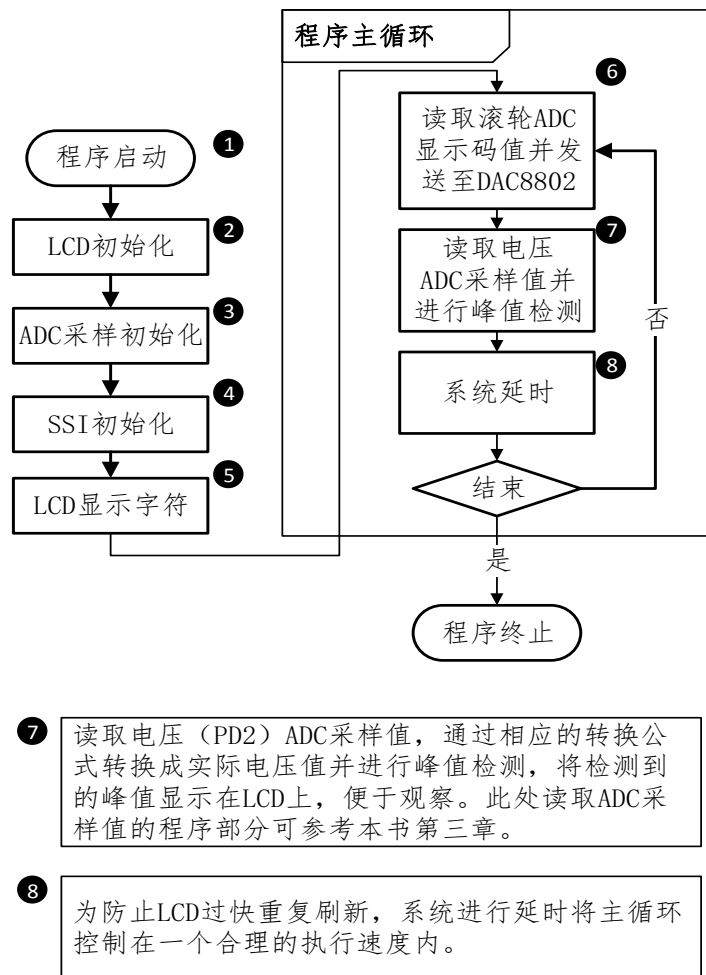 程序启动
1
LCD初始化
2
ADC采样初始化
3
SSI初始化
4
LCD显示字符
5
程序主循环
6
读取滚轮ADC
显示码值并发
送至DAC8802
7
读取电压
ADC采样值并
进行峰值检测
8
系统延时
结束
否
是
程序终止
7
读取电压（PD2）ADC采样值，通过相应的转换公
式转换成实际电压值并进行峰值检测，将检测到
的峰值显示在LCD上，便于观察。此处读取ADC采
样值的程序部分可参考本书第三章。
8
为防止LCD过快重复刷新，系统进行延时将主循环
控制在一个合理的执行速度内。